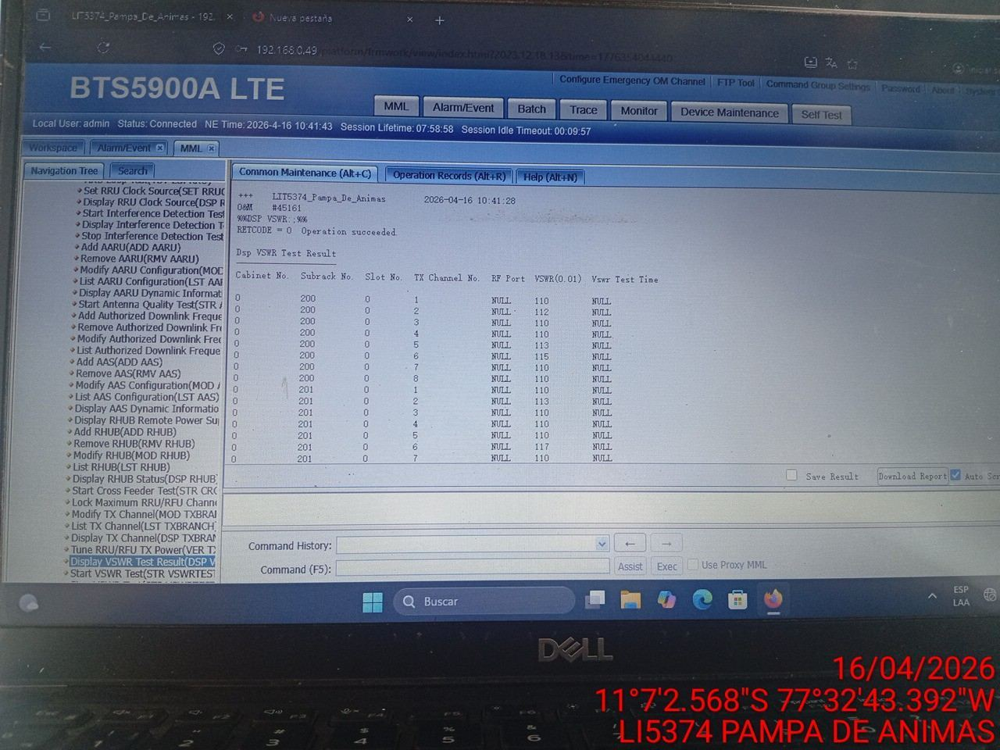 LIT5374_Pampa_De_Animas - 192.
Nueva pestaña
192.168.0.49/platform/frmwork/view/index.html?2023.12.18.13&time=1776354044440
BTS5900A LTE
Configure Emergency OM Channel FTP Tool Command Group Settings Password About System
MML Alarm/Event Batch Trace Monitor Device Maintenance Self Test
Local User: admin Status: Connected NE Time: 2026-4-16 10:41:43 Session Lifetime: 07:58:58 Session Idle Timeout: 00:09:57
Workspace Alarm/Event MML
Navigation Tree Search
Set RRU Clock Source(SET RRUC
Display RRU Clock Source(DSP R
Start Interference Detection Test
Display Interference Detection T
Stop Interference Detection Test
Add AARU(ADD AARU)
Remove AARU(RMV AARU)
Modify AARU Configuration(MOD
List AARU Configuration(LST AAR
Display AARU Dynamic Informat
Start Antenna Quality Test(STR A
Add Authorized Downlink Freque
Remove Authorized Downlink Fr
Modify Authorized Downlink Fre
List Authorized Downlink Freque
Add AAS(ADD AAS)
Remove AAS(RMV AAS)
Modify AAS Configuration(MOD A
List AAS Configuration(LST AAS)
Display AAS Dynamic Informatio
Display RHUB Remote Power Su
Add RHUB(ADD RHUB)
Remove RHUB(RMV RHUB)
Modify RHUB(MOD RHUB)
List RHUB(LST RHUB)
Display RHUB Status(DSP RHUB
Start Cross Feeder Test(STR CRO
Lock Maximum RRU/RFU Chann
Modify TX Channel(MOD TXBRA
List TX Channel(LST TXBRANCH
Display TX Channel(DSP TXBRA
Tune RRU/RFU TX Power(VER T
Display VSWR Test Result(DSP V
Start VSWR Test(STR VSWRTEST
Common Maintenance (Alt+C) Operation Records (Alt+R) Help (Alt+N)
+++ LIT5374_Pampa_De_Animas 2026-04-16 10:41:28
O&M #45161
%%DSP VSWR:;%%
RETCODE = 0 Operation succeeded.
Dsp VSWR Test Result
Cabinet No. Subrack No. Slot No. TX Channel No. RF Port VSWR(0.01) Vswr Test Time
0 200 0 1 NULL 110 NULL
0 200 0 2 NULL 112 NULL
0 200 0 3 NULL 110 NULL
0 200 0 4 NULL 110 NULL
0 200 0 5 NULL 113 NULL
0 200 0 6 NULL 115 NULL
0 200 0 7 NULL 110 NULL
0 200 0 8 NULL 110 NULL
0 201 0 1 NULL 110 NULL
0 201 0 2 NULL 113 NULL
0 201 0 3 NULL 110 NULL
0 201 0 4 NULL 110 NULL
0 201 0 5 NULL 110 NULL
0 201 0 6 NULL 117 NULL
0 201 0 7 NULL 110 NULL
Save Result Download Report Auto Scr
Command History:
Command (F5): Assist Exec Use Proxy MML
Buscar
ESP
LAA
DELL
16/04/2026
11°7'2.568"S 77°32'43.392"W
LI5374 PAMPA DE ANIMAS